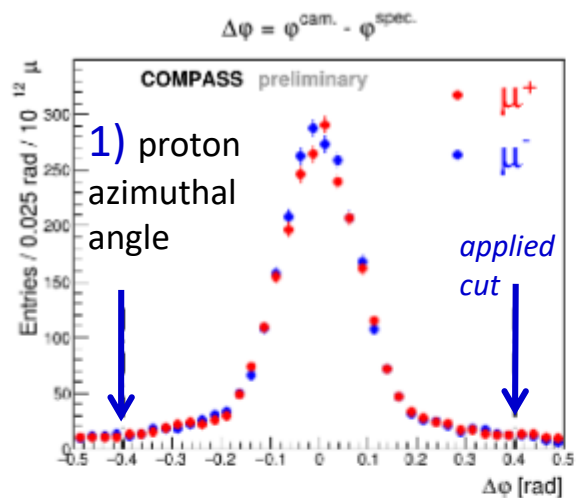 Δφ = φ^cam. - φ^spec.
COMPASS preliminary
μ⁺
μ⁻
1) proton
azimuthal
angle
applied
cut
Entries / 0.025 rad / 10¹² μ
300
250
200
150
100
50
0
−0.5 −0.4 −0.3 −0.2 −0.1 0 0.1 0.2 0.3 0.4 0.5
Δφ [rad]